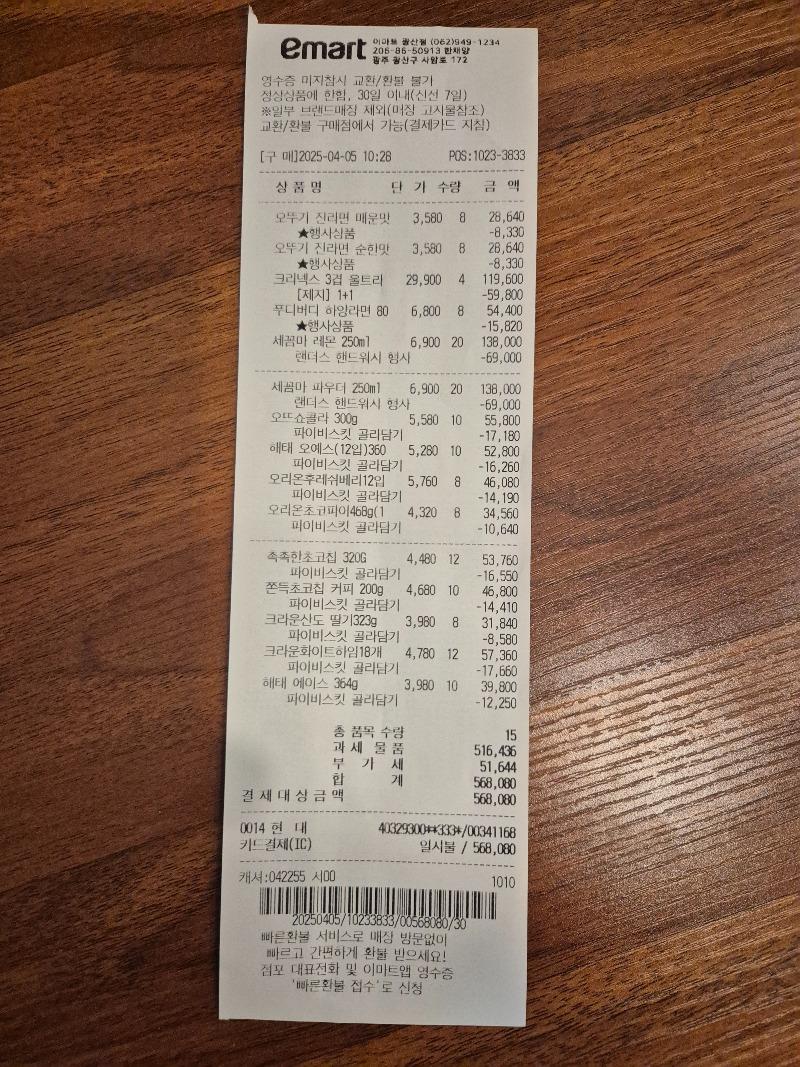 emart
이마트 광산점 (062)949-1234
206-86-50913 한채양
광주 광산구 사암로 172
영수증 미지참시 교환/환불 불가
정상상품에 한함, 30일 이내(신선 7일)
※일부 브랜드매장 제외(매장 고지물참조)
교환/환불 구매점에서 가능(결제카드 지참)
[구 매]2025-04-05 10:28 POS:1023-3833
상 품 명 단 가 수량 금 액
오뚜기 진라면 매운맛 3,580 8 28,640
★행사상품 -8,330
오뚜기 진라면 순한맛 3,580 8 28,640
★행사상품 -8,330
크리넥스 3겹 울트라 29,900 4 119,600
[제지] 1+1 -59,800
푸디버디 하양라면 80 6,800 8 54,400
★행사상품 -15,820
세꼼마 레몬 250ml 6,900 20 138,000
랜더스 핸드워시 행사 -69,000
세꼼마 파우더 250ml 6,900 20 138,000
랜더스 핸드워시 행사 -69,000
오뜨쇼콜라 300g 5,580 10 55,800
파이비스킷 골라담기 -17,180
해태 오예스(12입)360 5,280 10 52,800
파이비스킷 골라담기 -16,260
오리온후레쉬베리12입 5,760 8 46,080
파이비스킷 골라담기 -14,190
오리온초코파이468g(1 4,320 8 34,560
파이비스킷 골라담기 -10,640
촉촉한초코칩 320G 4,480 12 53,760
파이비스킷 골라담기 -16,550
쫀득초코칩 커피 200g 4,680 10 46,800
파이비스킷 골라담기 -14,410
크라운산도 딸기323g 3,980 8 31,840
파이비스킷 골라담기 -8,580
크라운화이트하임18개 4,780 12 57,360
파이비스킷 골라담기 -17,660
해태 에이스 364g 3,980 10 39,800
파이비스킷 골라담기 -12,250
총 품목 수량 15
과 세 물 품 516,436
부 가 세 51,644
합 계 568,080
결 제 대 상 금 액 568,080
0014 현 대 40329300**333*/00341168
카드결제(IC) 일시불 / 568,080
캐셔:042255 서OO 1010
20250405/10233833/00568080/30
빠른환불 서비스로 매장 방문없이
빠르고 간편하게 환불 받으세요!
점포 대표전화 및 이마트앱 영수증
'빠른환불 접수'로 신청